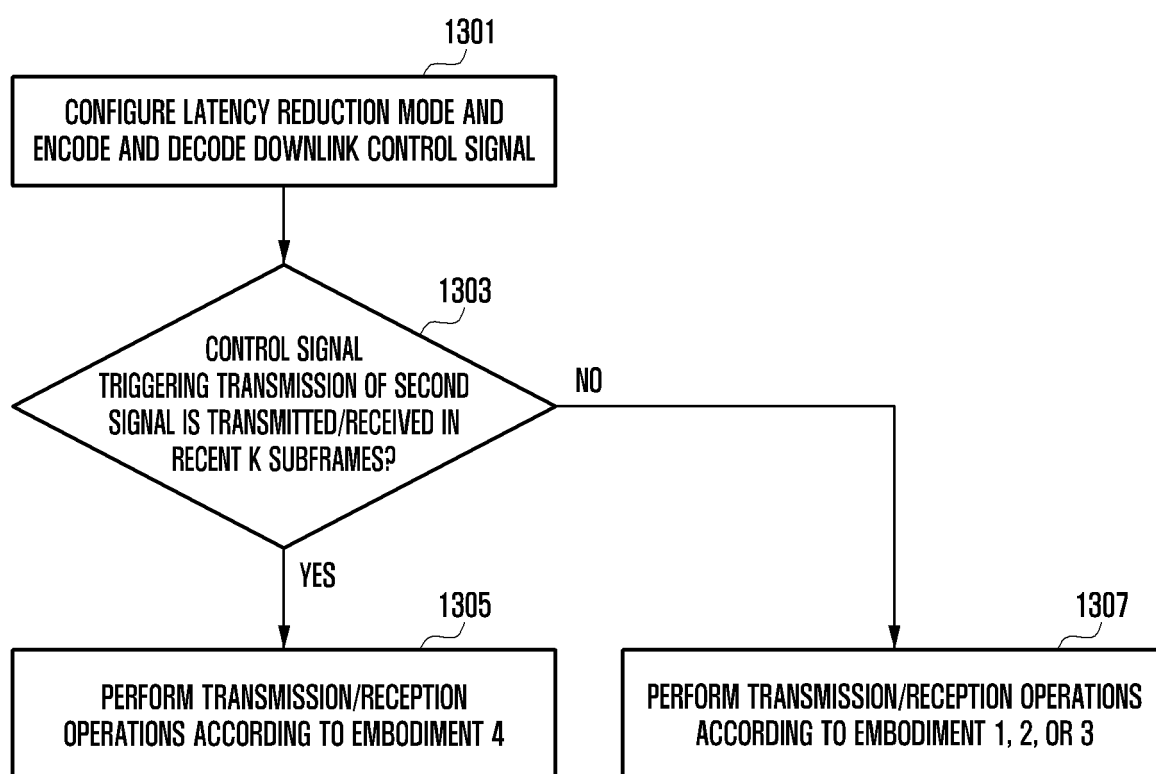 1301
CONFIGURE LATENCY REDUCTION MODE AND
ENCODE AND DECODE DOWNLINK CONTROL SIGNAL
1303
CONTROL SIGNAL
TRIGGERING TRANSMISSION OF SECOND
SIGNAL IS TRANSMITTED/RECEIVED IN
RECENT K SUBFRAMES?
NO
YES
1305
PERFORM TRANSMISSION/RECEPTION
OPERATIONS ACCORDING TO EMBODIMENT 4
1307
PERFORM TRANSMISSION/RECEPTION OPERATIONS
ACCORDING TO EMBODIMENT 1, 2, OR 3